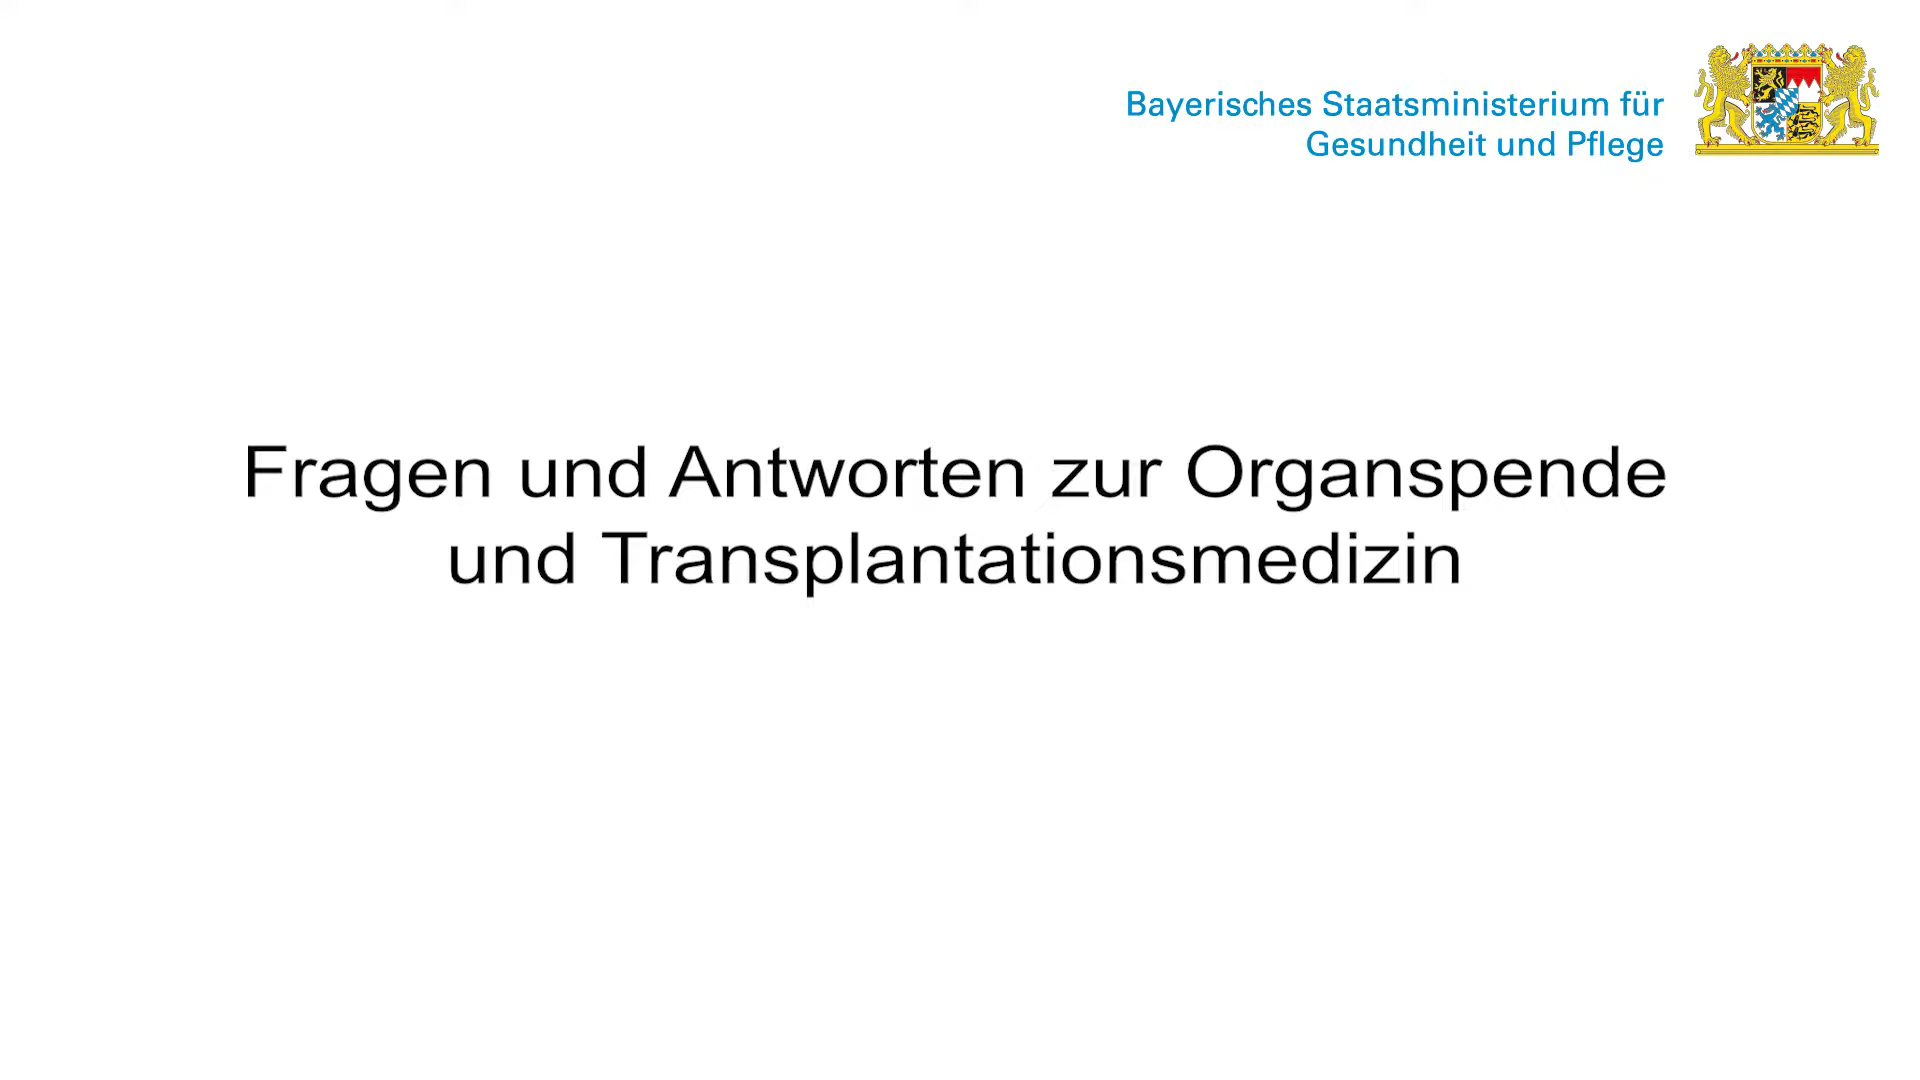 Bayerisches Staatsministerium für
Gesundheit und Pflege
Fragen und Antworten zur Organspende
und Transplantationsmedizin